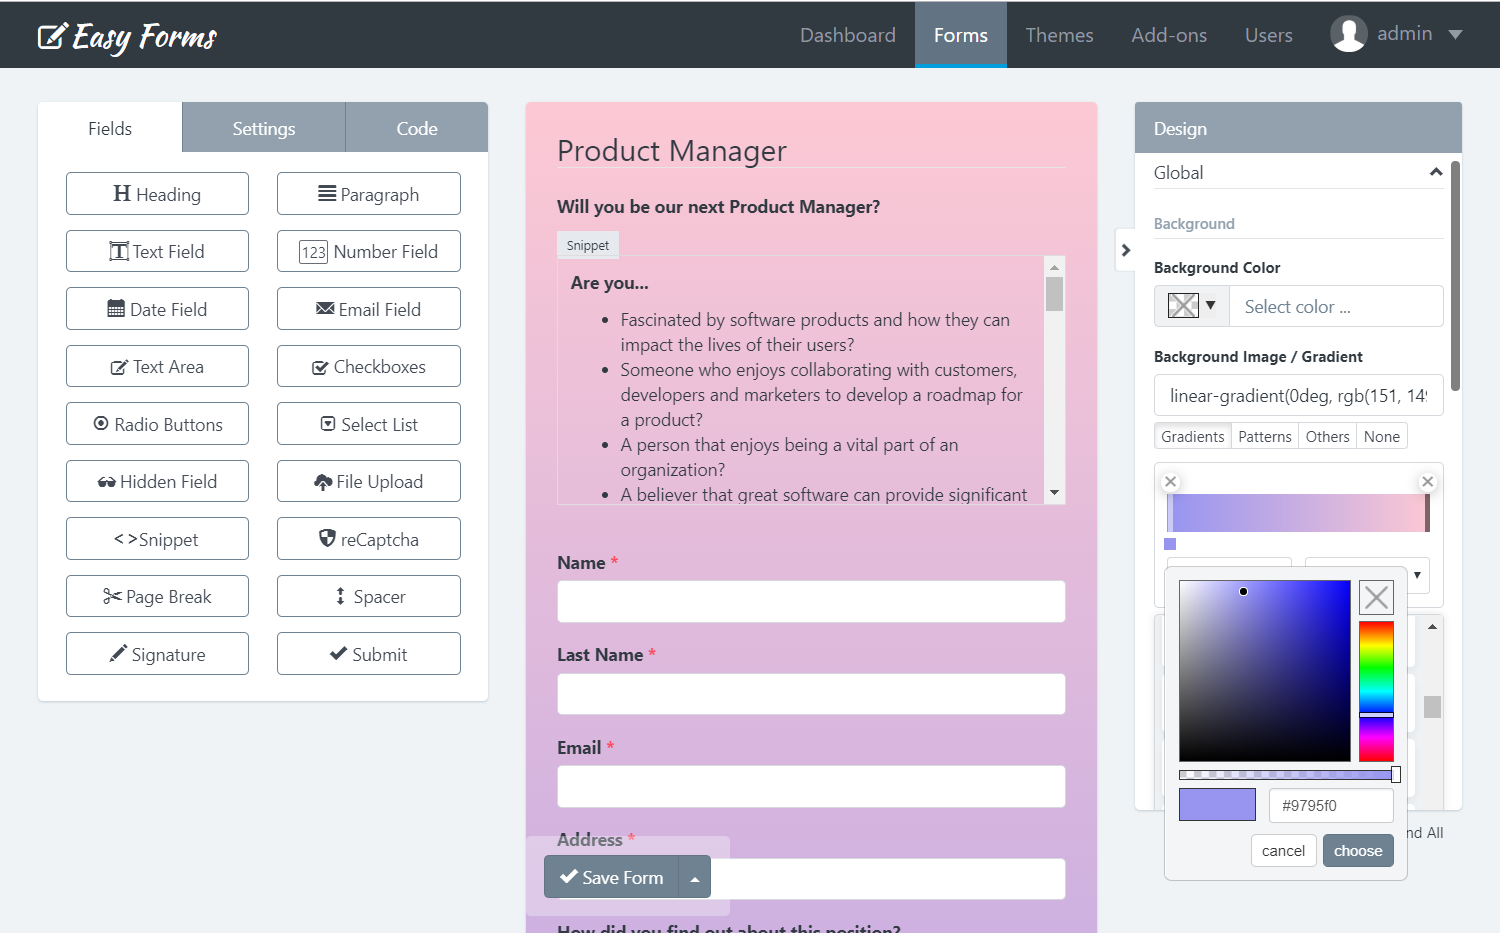 Easy Forms
Dashboard
Forms
Themes
Add-ons
Users
admin
Fields
Settings
Code
H Heading
Paragraph
T Text Field
123 Number Field
Date Field
Email Field
Text Area
Checkboxes
Radio Buttons
Select List
Hidden Field
File Upload
< >Snippet
reCaptcha
Page Break
Spacer
Signature
Submit
Product Manager
Will you be our next Product Manager?
Snippet
Are you...
• Fascinated by software products and how they can
impact the lives of their users?
• Someone who enjoys collaborating with customers,
developers and marketers to develop a roadmap for
a product?
• A person that enjoys being a vital part of an
organization?
• A believer that great software can provide significant
Name *
Last Name *
Email *
Address *
Save Form
How did you find out about this position?
Design
Global
Background
Background Color
Select color ...
Background Image / Gradient
linear-gradient(0deg, rgb(151, 149
Gradients
Patterns
Others
None
#9795f0
nd All
cancel
choose